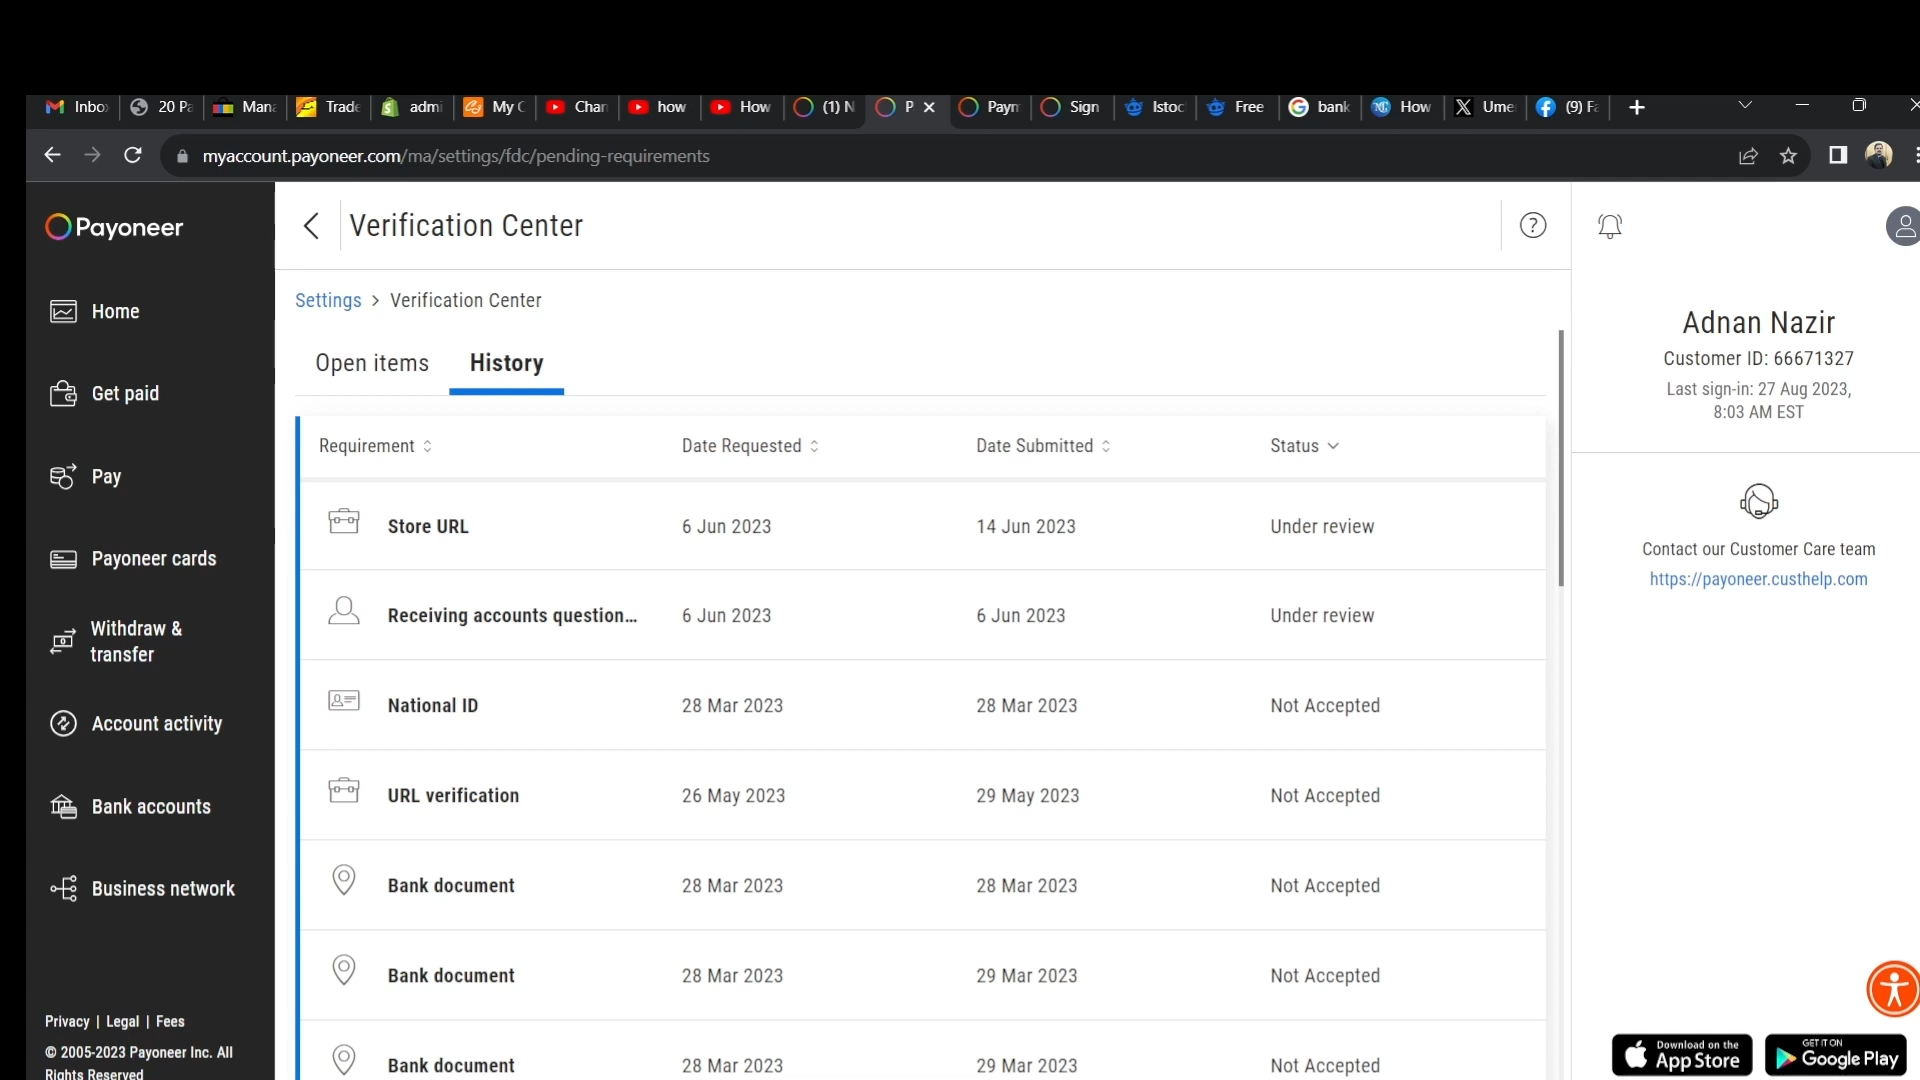 Inbo
20 Pa
Mana
Trade
admi
My C
Chan
how
How
(1) N
P
Paym
Sign
Istoc
Free
bank
How
Ume
(9) Fa
myaccount.payoneer.com/ma/settings/fdc/pending-requirements
Payoneer
Verification Center
Home
Get paid
Pay
Payoneer cards
Withdraw &
transfer
Account activity
Bank accounts
Business network
Privacy | Legal | Fees
© 2005-2023 Payoneer Inc. All
Rights Reserved
Settings > Verification Center
Open items History
Requirement Date Requested Date Submitted Status
Store URL 6 Jun 2023 14 Jun 2023 Under review
Receiving accounts question... 6 Jun 2023 6 Jun 2023 Under review
National ID 28 Mar 2023 28 Mar 2023 Not Accepted
URL verification 26 May 2023 29 May 2023 Not Accepted
Bank document 28 Mar 2023 28 Mar 2023 Not Accepted
Bank document 28 Mar 2023 29 Mar 2023 Not Accepted
Bank document 28 Mar 2023 29 Mar 2023 Not Accepted
Adnan Nazir
Customer ID: 66671327
Last sign-in: 27 Aug 2023,
8:03 AM EST
Contact our Customer Care team
https://payoneer.custhelp.com
Download on the
App Store
GET IT ON
Google Play